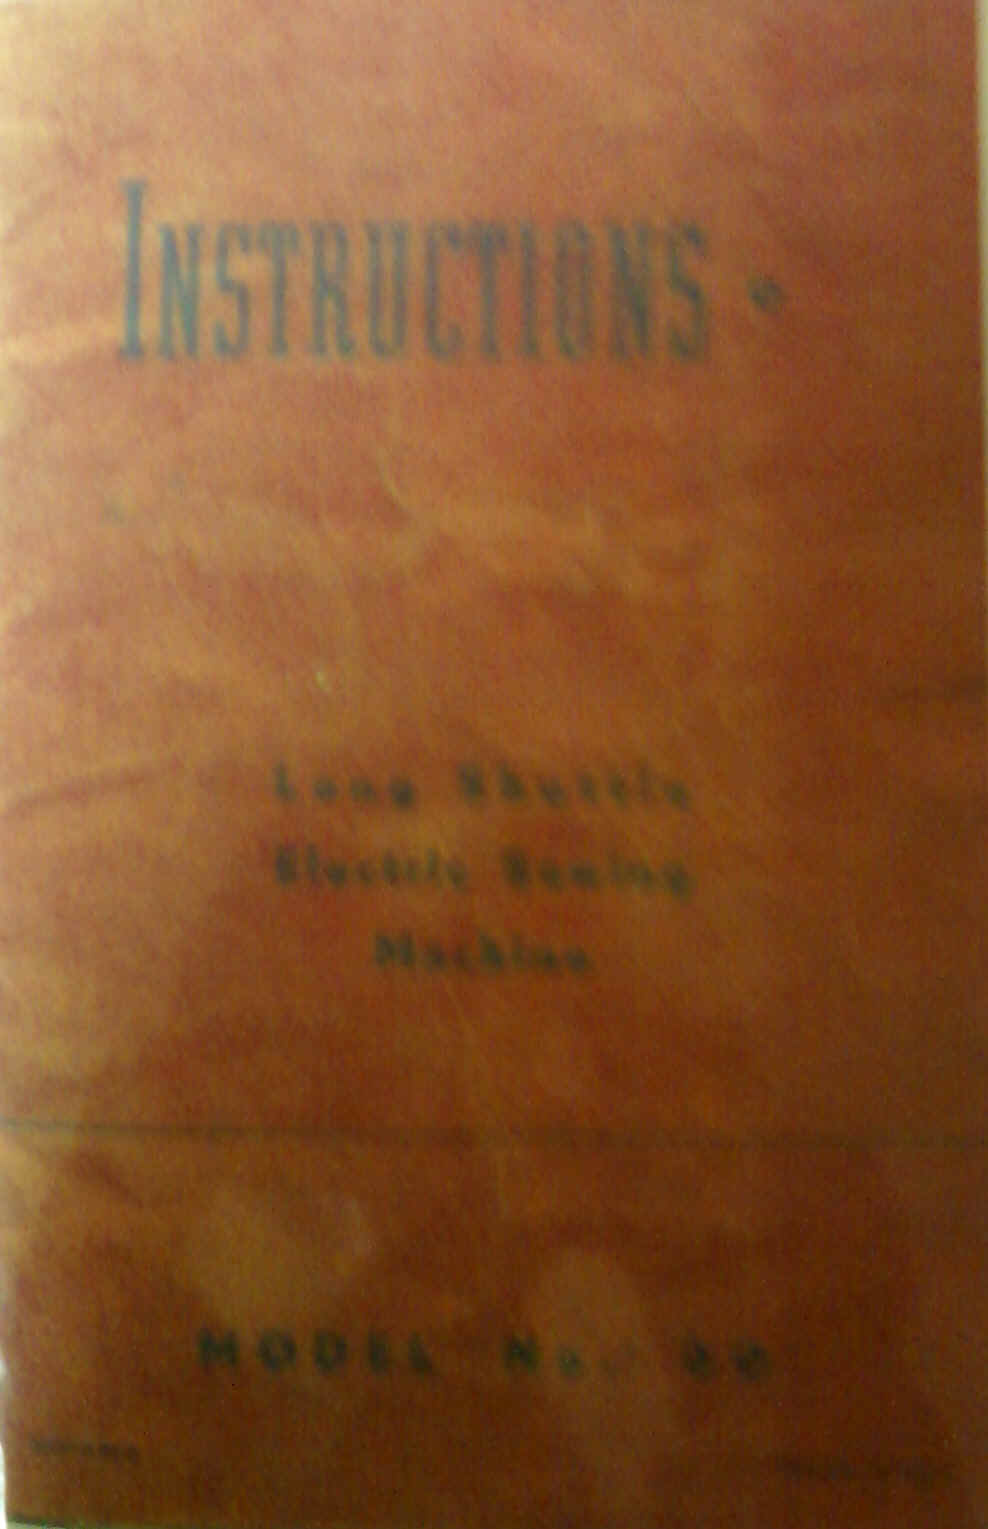 INSTRUCTIONS
Long Shuttle
Electric Sewing
Machine
MODEL No.